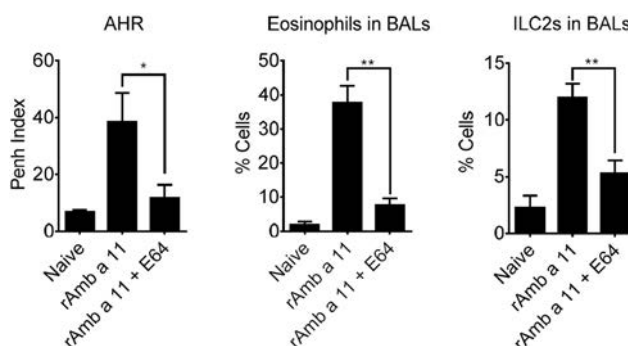 AHR
Penh Index
60
40
20
0
*
Naive
rAmb a 11
rAmb a 11 + E64
Eosinophils in BALs
% Cells
50
40
30
20
10
0
**
Naive
rAmb a 11
rAmb a 11 + E64
ILC2s in BALs
% Cells
15
10
5
0
**
Naive
rAmb a 11
rAmb a 11 + E64